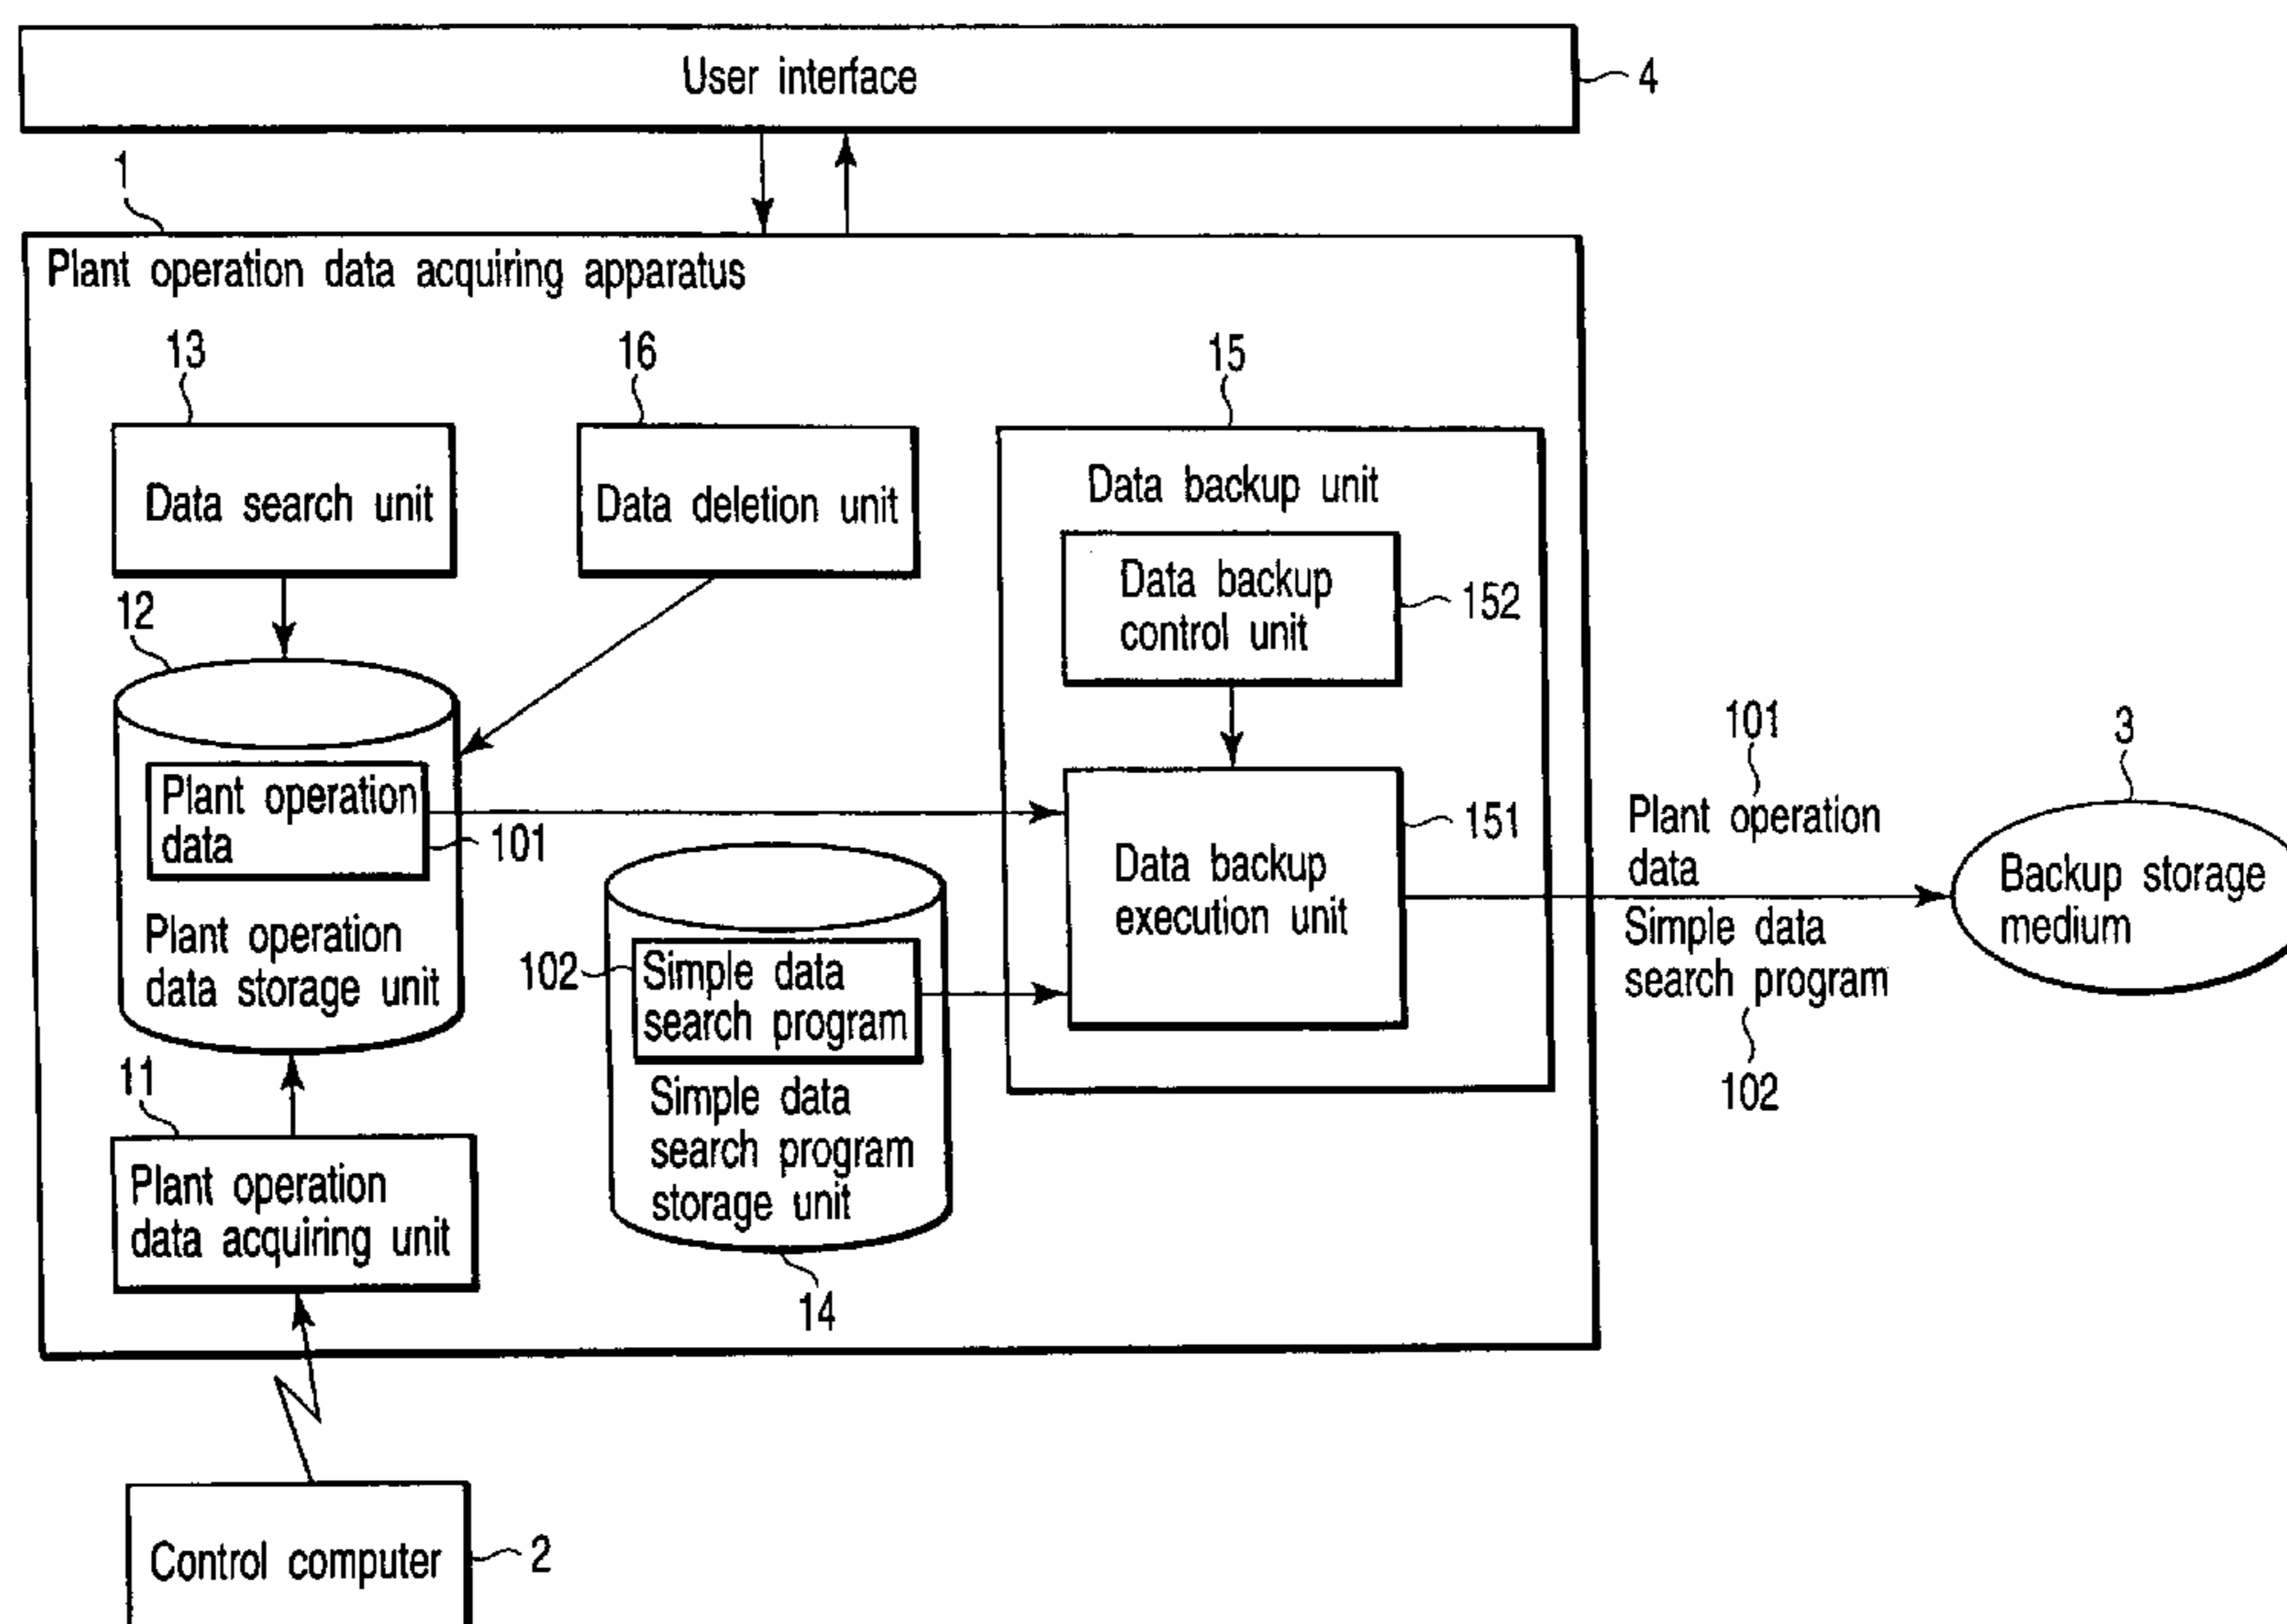 User interface
4
1
Plant operation data acquiring apparatus
13
16
15
Data search unit
Data deletion unit
Data backup unit
Data backup
control unit
152
12
Plant operation
data
101
Plant operation
data storage unit
Data backup
execution unit
151
102
Simple data
search program
Simple data
search program
storage unit
14
101
Plant operation
data
Simple data
search program
102
3
Backup storage
medium
11
Plant operation
data acquiring unit
Control computer
2